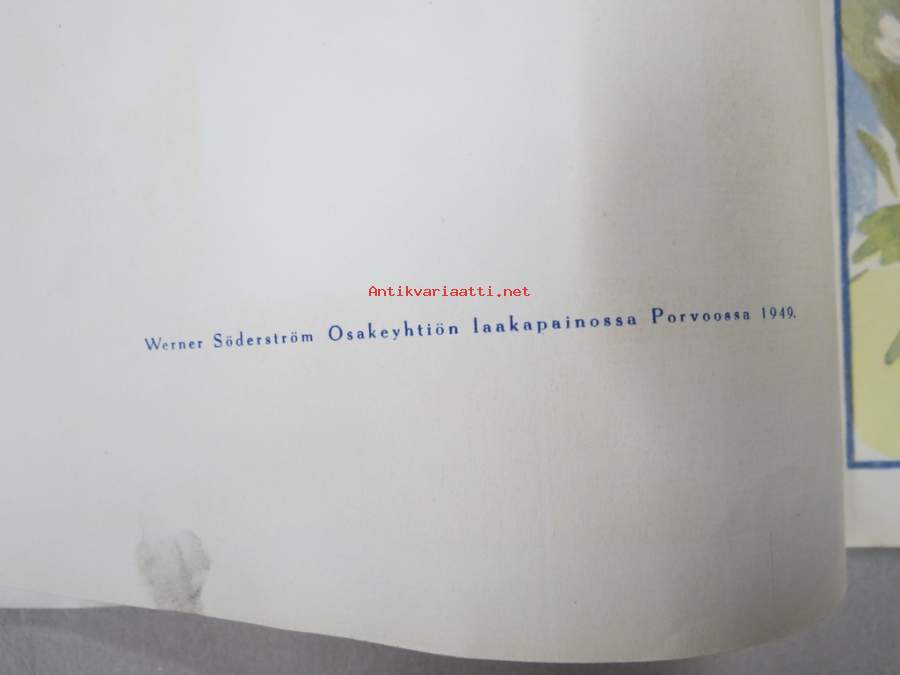 Antikvariaatti.net
Werner Söderström Osakeyhtiön laakapainossa Porvoossa 1949.